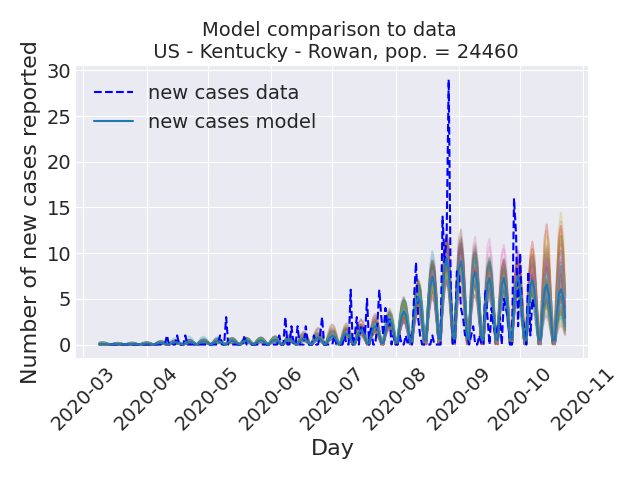 Model comparison to data
US - Kentucky - Rowan, pop. = 24460
Number of new cases reported
30
25
20
15
10
5
0
new cases data
new cases model
2020-03
2020-04
2020-05
2020-06
2020-07
2020-08
2020-09
2020-10
2020-11
Day